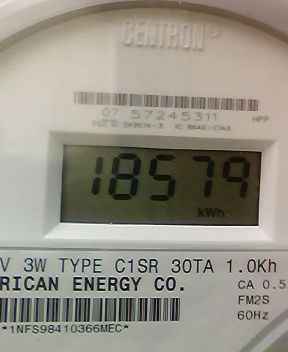 CENTRON®
07 57245311 HPP
18579
kWh
V 3W TYPE C1SR 30TA 1.0Kh
RICAN ENERGY CO. CA 0.5
FM2S
*1NFS98410366MEC* 60Hz